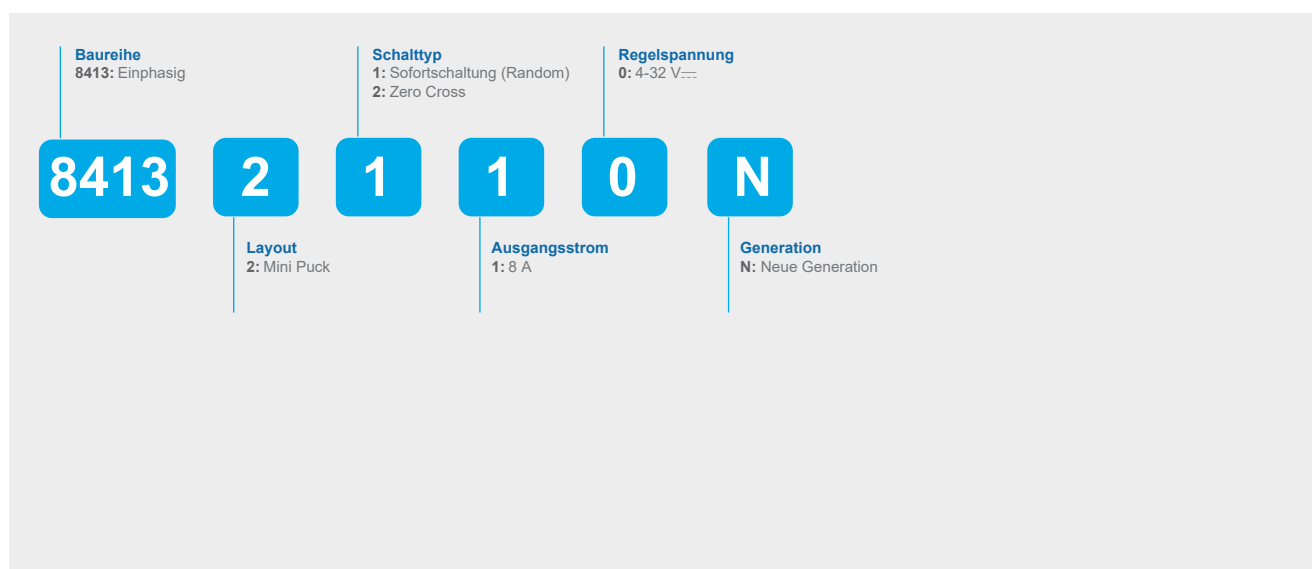 Baureihe
8413: Einphasig
Schalttyp
1: Sofortschaltung (Random)
2: Zero Cross
Regelspannung
0: 4-32 V⎓
8413 2 1 1 0 N
Layout
2: Mini Puck
Ausgangsstrom
1: 8 A
Generation
N: Neue Generation